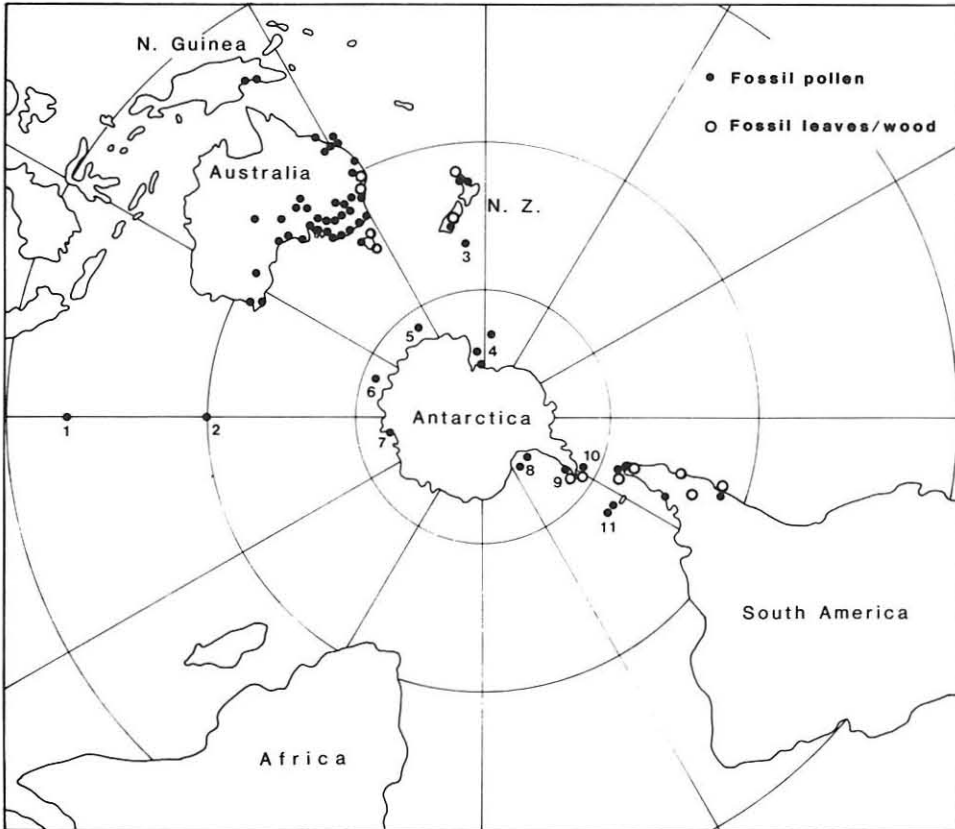 N. Guinea
Fossil pollen
Fossil leaves/wood
Australia
N. Z.
3
5
4
6
Antarctica
1
2
7
8
9
10
11
South America
Africa